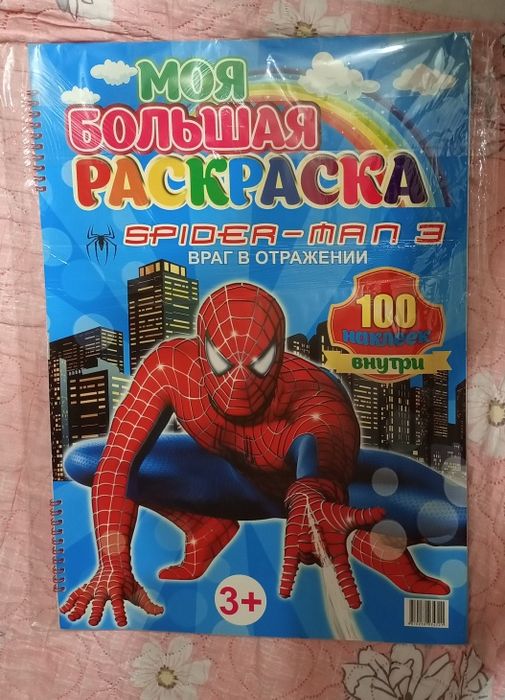 МОЯ
БОЛЬШАЯ
РАСКРАСКА
SPIDER-MAN 3
ВРАГ В ОТРАЖЕНИИ
100
наклеек
внутри
3+